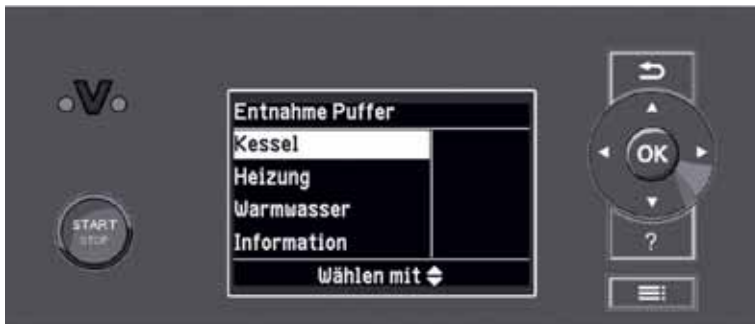 Entnahme Puffer
Kessel
Heizung
Warmwasser
Information
Wählen mit
START
STOP
OK
?